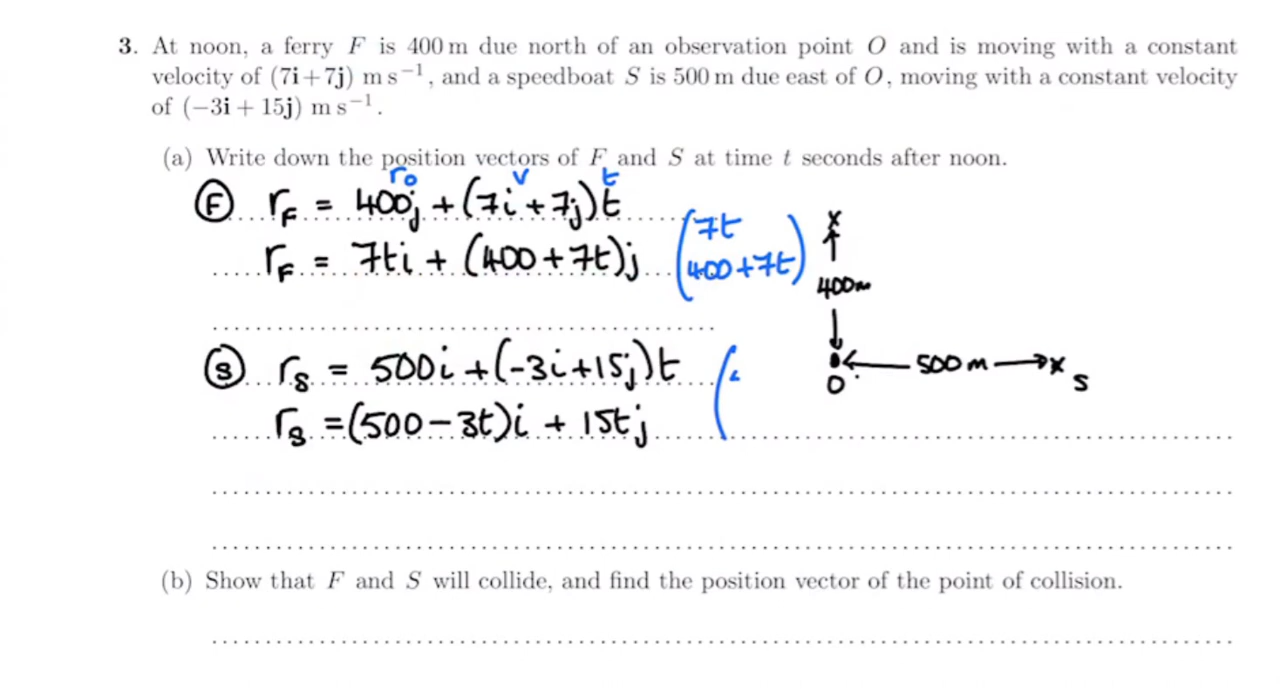 3. At noon, a ferry F is 400 m due north of an observation point O and is moving with a constant
velocity of (7i+7j) m s⁻¹, and a speedboat S is 500 m due east of O, moving with a constant velocity
of (−3i + 15j) m s⁻¹.
(a) Write down the position vectors of F and S at time t seconds after noon.
r₀ v t
F r_F = 400j + (7i + 7j)t
r_F = 7ti + (400+7t)j
(7t
400+7t)
400m
S r_s = 500i + (-3i+15j)t
r_s = (500-3t)i + 15tj
(
500m
x s
O
(b) Show that F and S will collide, and find the position vector of the point of collision.